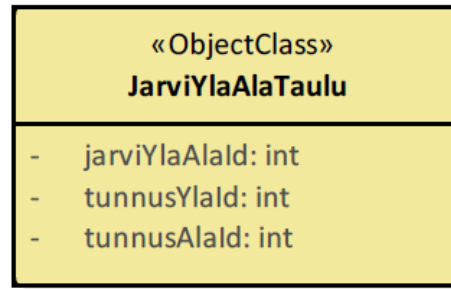 «ObjectClass»
JarviYlaAlaTaulu
- jarviYlaAlaId: int
- tunnusYlaId: int
- tunnusAlaId: int